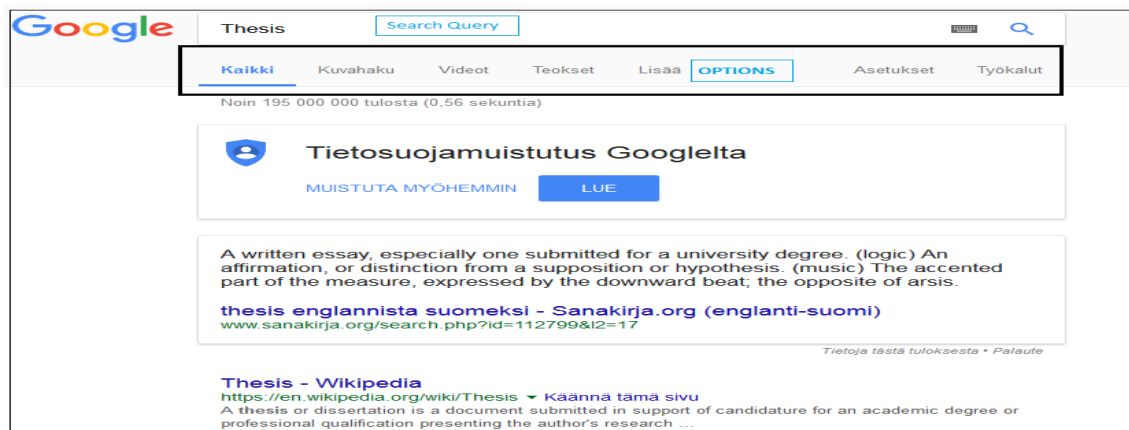 Google Thesis Search Query
Kaikki Kuvahaku Videot Teokset Lisää OPTIONS Asetukset Työkalut
Noin 195 000 000 tulosta (0,56 sekuntia)
Tietosuojamuistutus Googlelta
MUISTUTA MYÖHEMMIN LUE
A written essay, especially one submitted for a university degree. (logic) An
affirmation, or distinction from a supposition or hypothesis. (music) The accented
part of the measure, expressed by the downward beat; the opposite of arsis.
thesis englannista suomeksi - Sanakirja.org (englanti-suomi)
www.sanakirja.org/search.php?id=112799&l2=17
Tietoja tästä tuloksesta • Palaute
Thesis - Wikipedia
https://en.wikipedia.org/wiki/Thesis ▾ Käännä tämä sivu
A thesis or dissertation is a document submitted in support of candidature for an academic degree or
professional qualification presenting the author's research ...